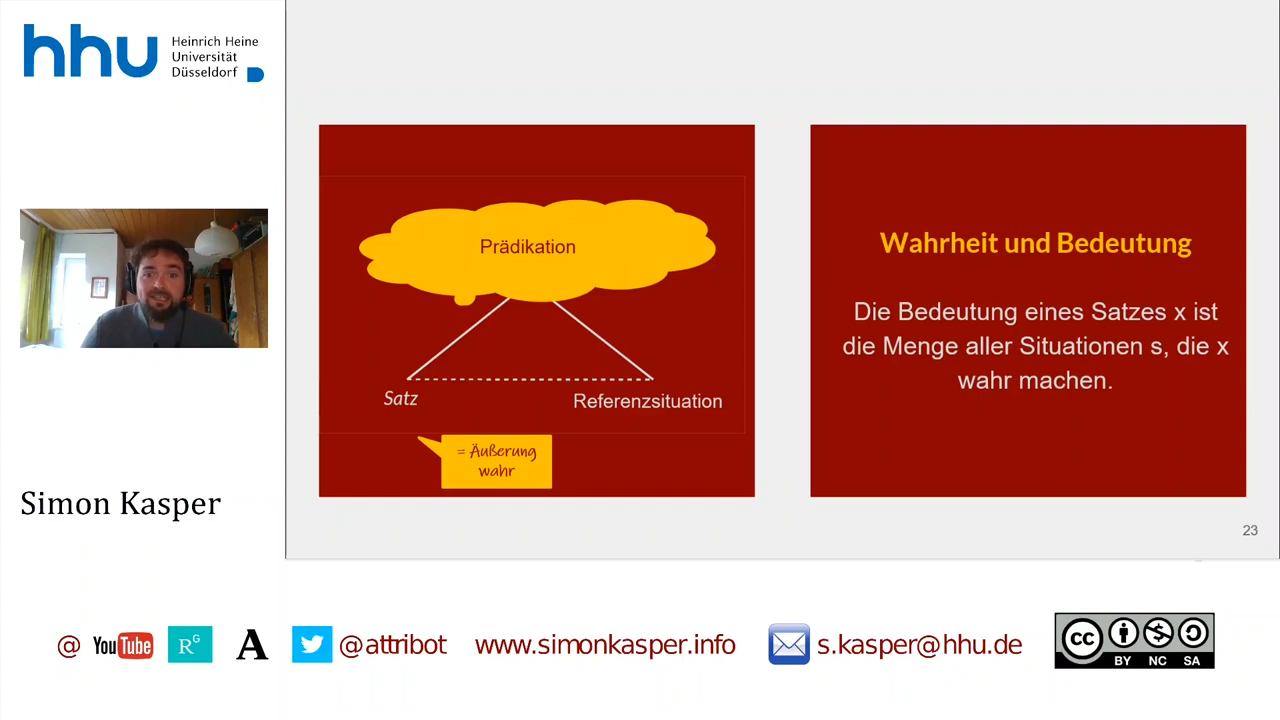 hhu
Heinrich Heine
Universität
Düsseldorf
Simon Kasper
Prädikation
Satz
Referenzsituation
= Äußerung
wahr
Wahrheit und Bedeutung
Die Bedeutung eines Satzes x ist
die Menge aller Situationen s, die x
wahr machen.
23
@ YouTube RG A @attribot www.simonkasper.info s.kasper@hhu.de
cc BY NC SA